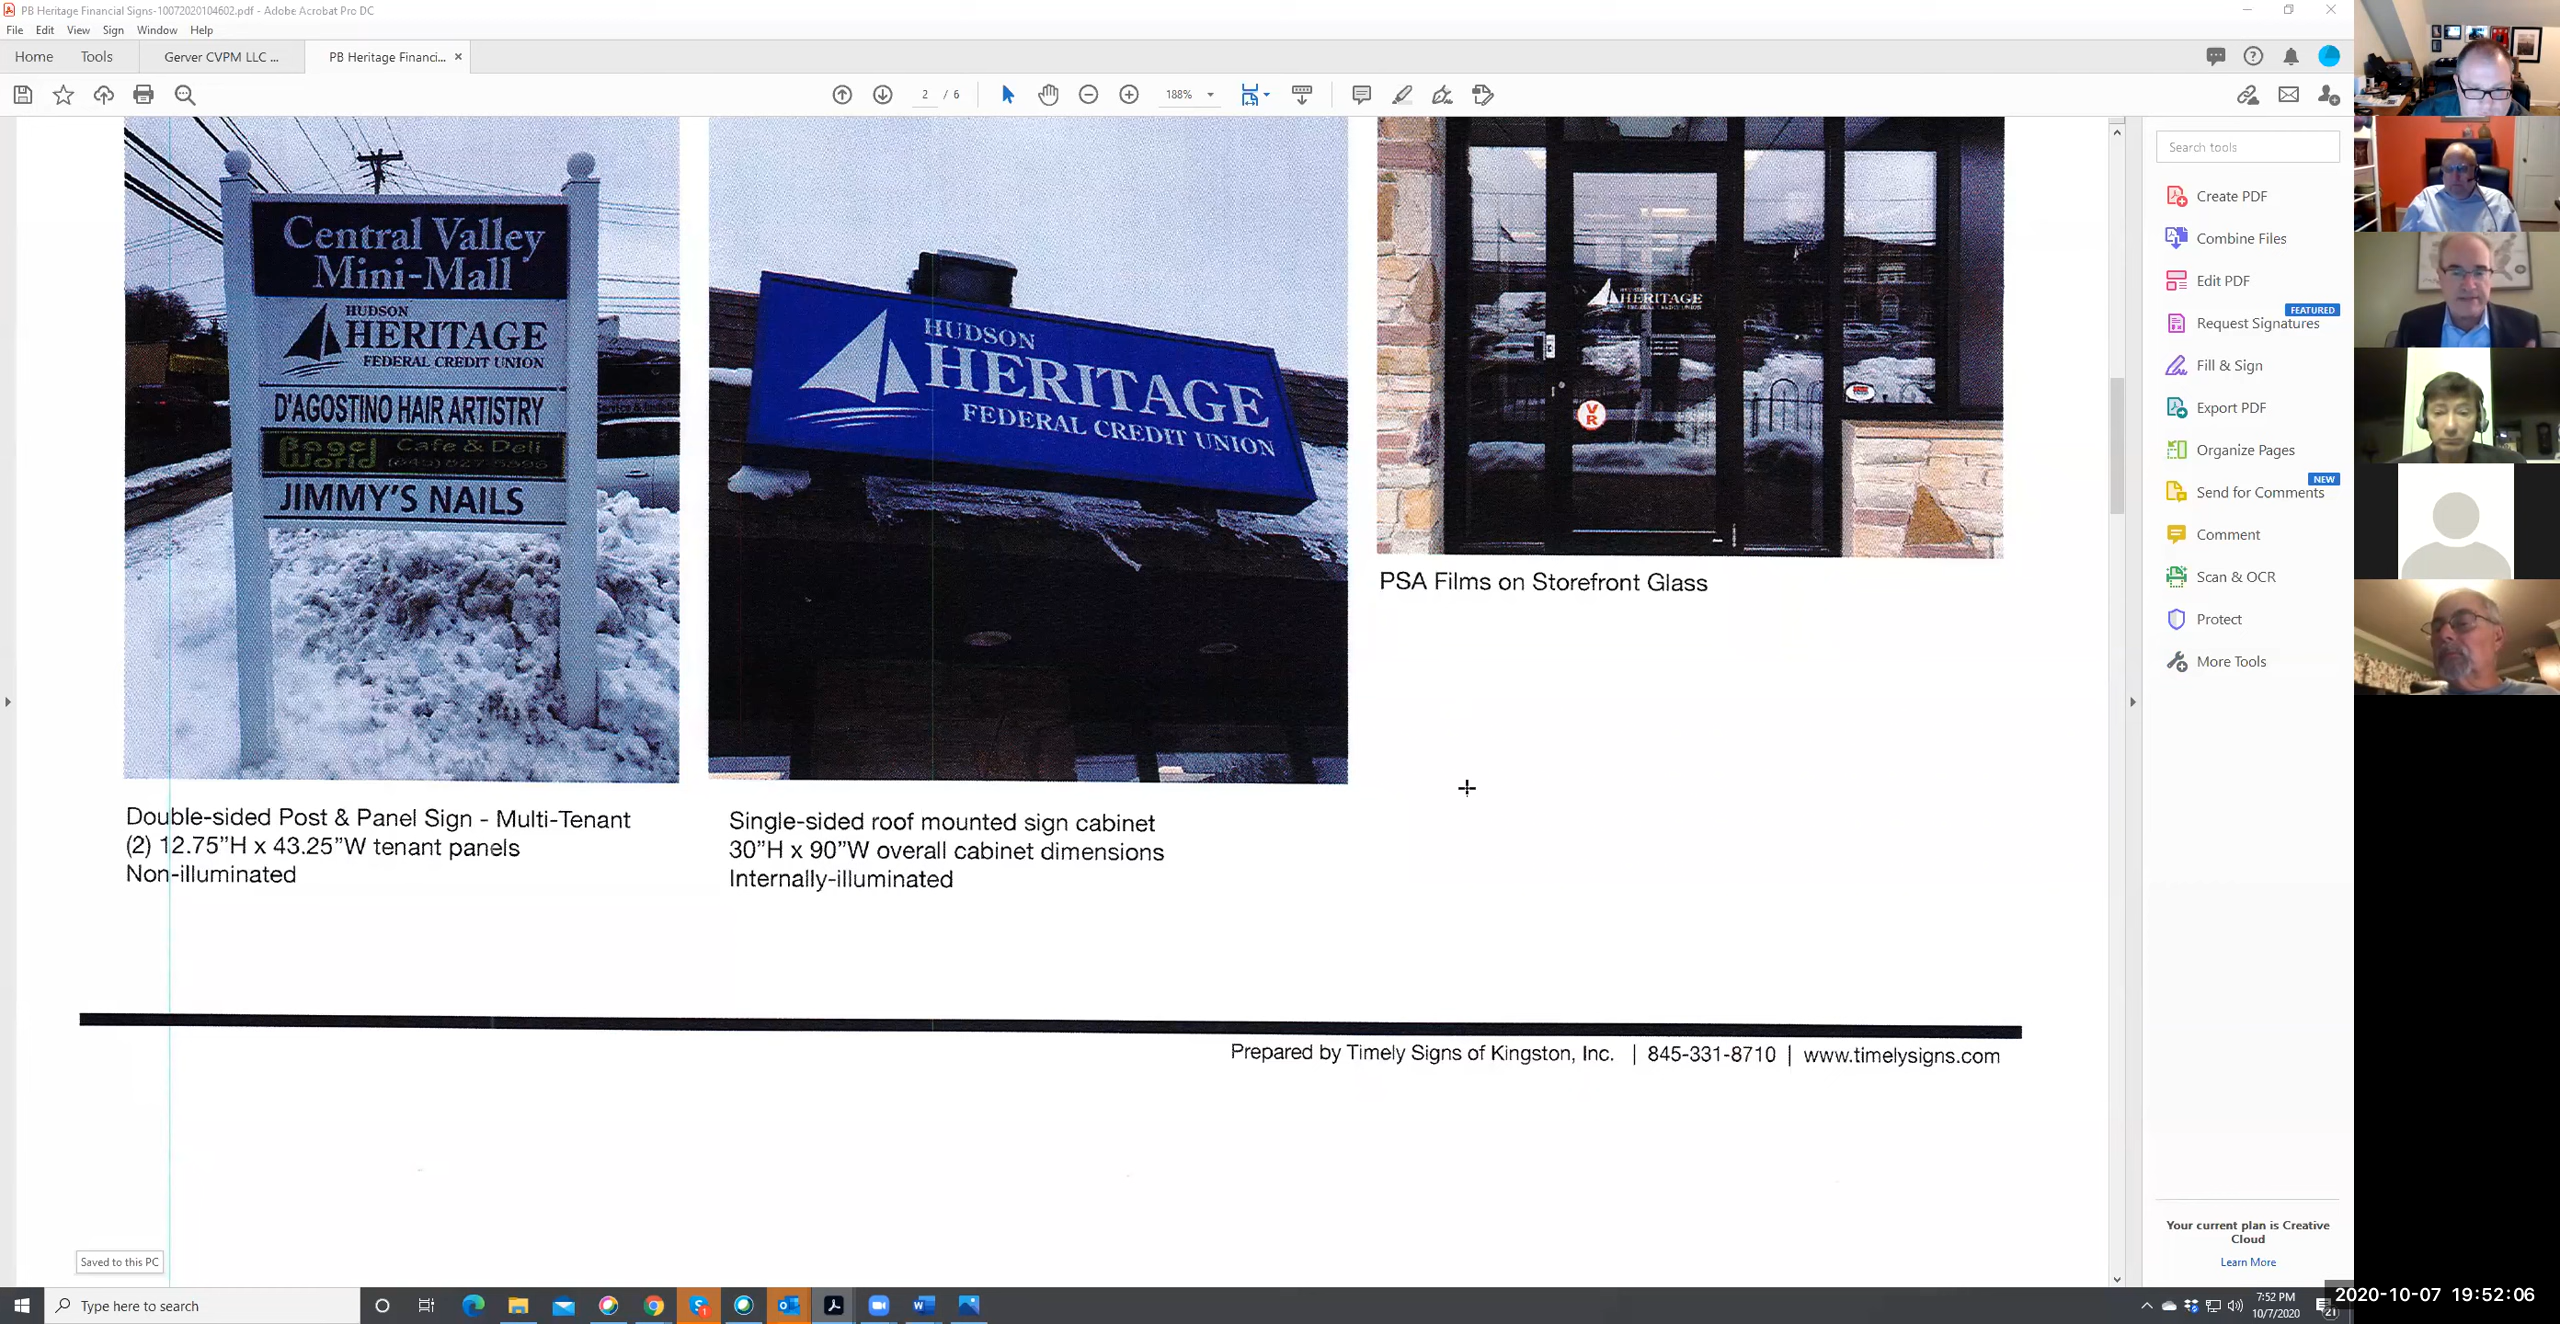 PB Heritage Financial Signs-10072020104602.pdf - Adobe Acrobat Pro DC
File Edit View Sign Window Help
Home Tools Gerver CVPM LLC ... PB Heritage Financi... ×
2 / 6 188%
Search tools
Create PDF
Combine Files
Edit PDF
FEATURED
Request Signatures
Fill & Sign
Export PDF
Organize Pages
NEW
Send for Comments
Comment
Scan & OCR
Protect
More Tools
Central Valley
Mini-Mall
HUDSON
HERITAGE
FEDERAL CREDIT UNION
D'AGOSTINO HAIR ARTISTRY
Bagel World Cafe & Deli
JIMMY'S NAILS
HUDSON
HERITAGE
FEDERAL CREDIT UNION
HERITAGE
VR
PSA Films on Storefront Glass
Double-sided Post & Panel Sign - Multi-Tenant
(2) 12.75”H x 43.25”W tenant panels
Non-illuminated
Single-sided roof mounted sign cabinet
30”H x 90”W overall cabinet dimensions
Internally-illuminated
Prepared by Timely Signs of Kingston, Inc. | 845-331-8710 | www.timelysigns.com
Your current plan is Creative
Cloud
Learn More
Saved to this PC
Type here to search
7:52 PM
10/7/2020
21
2020-10-07 19:52:06